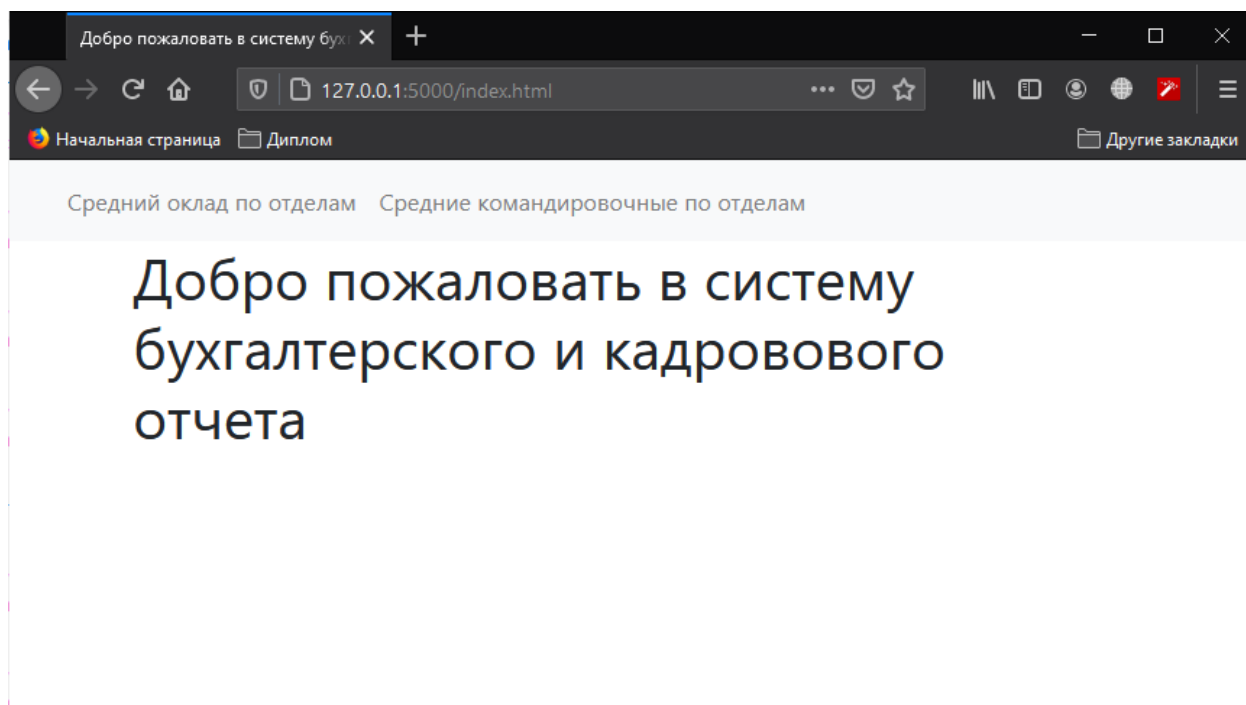 Добро пожаловать в систему бух
127.0.0.1:5000/index.html
Начальная страница Диплом Другие закладки
Средний оклад по отделам Средние командировочные по отделам
Добро пожаловать в систему
бухгалтерского и кадровового
отчета